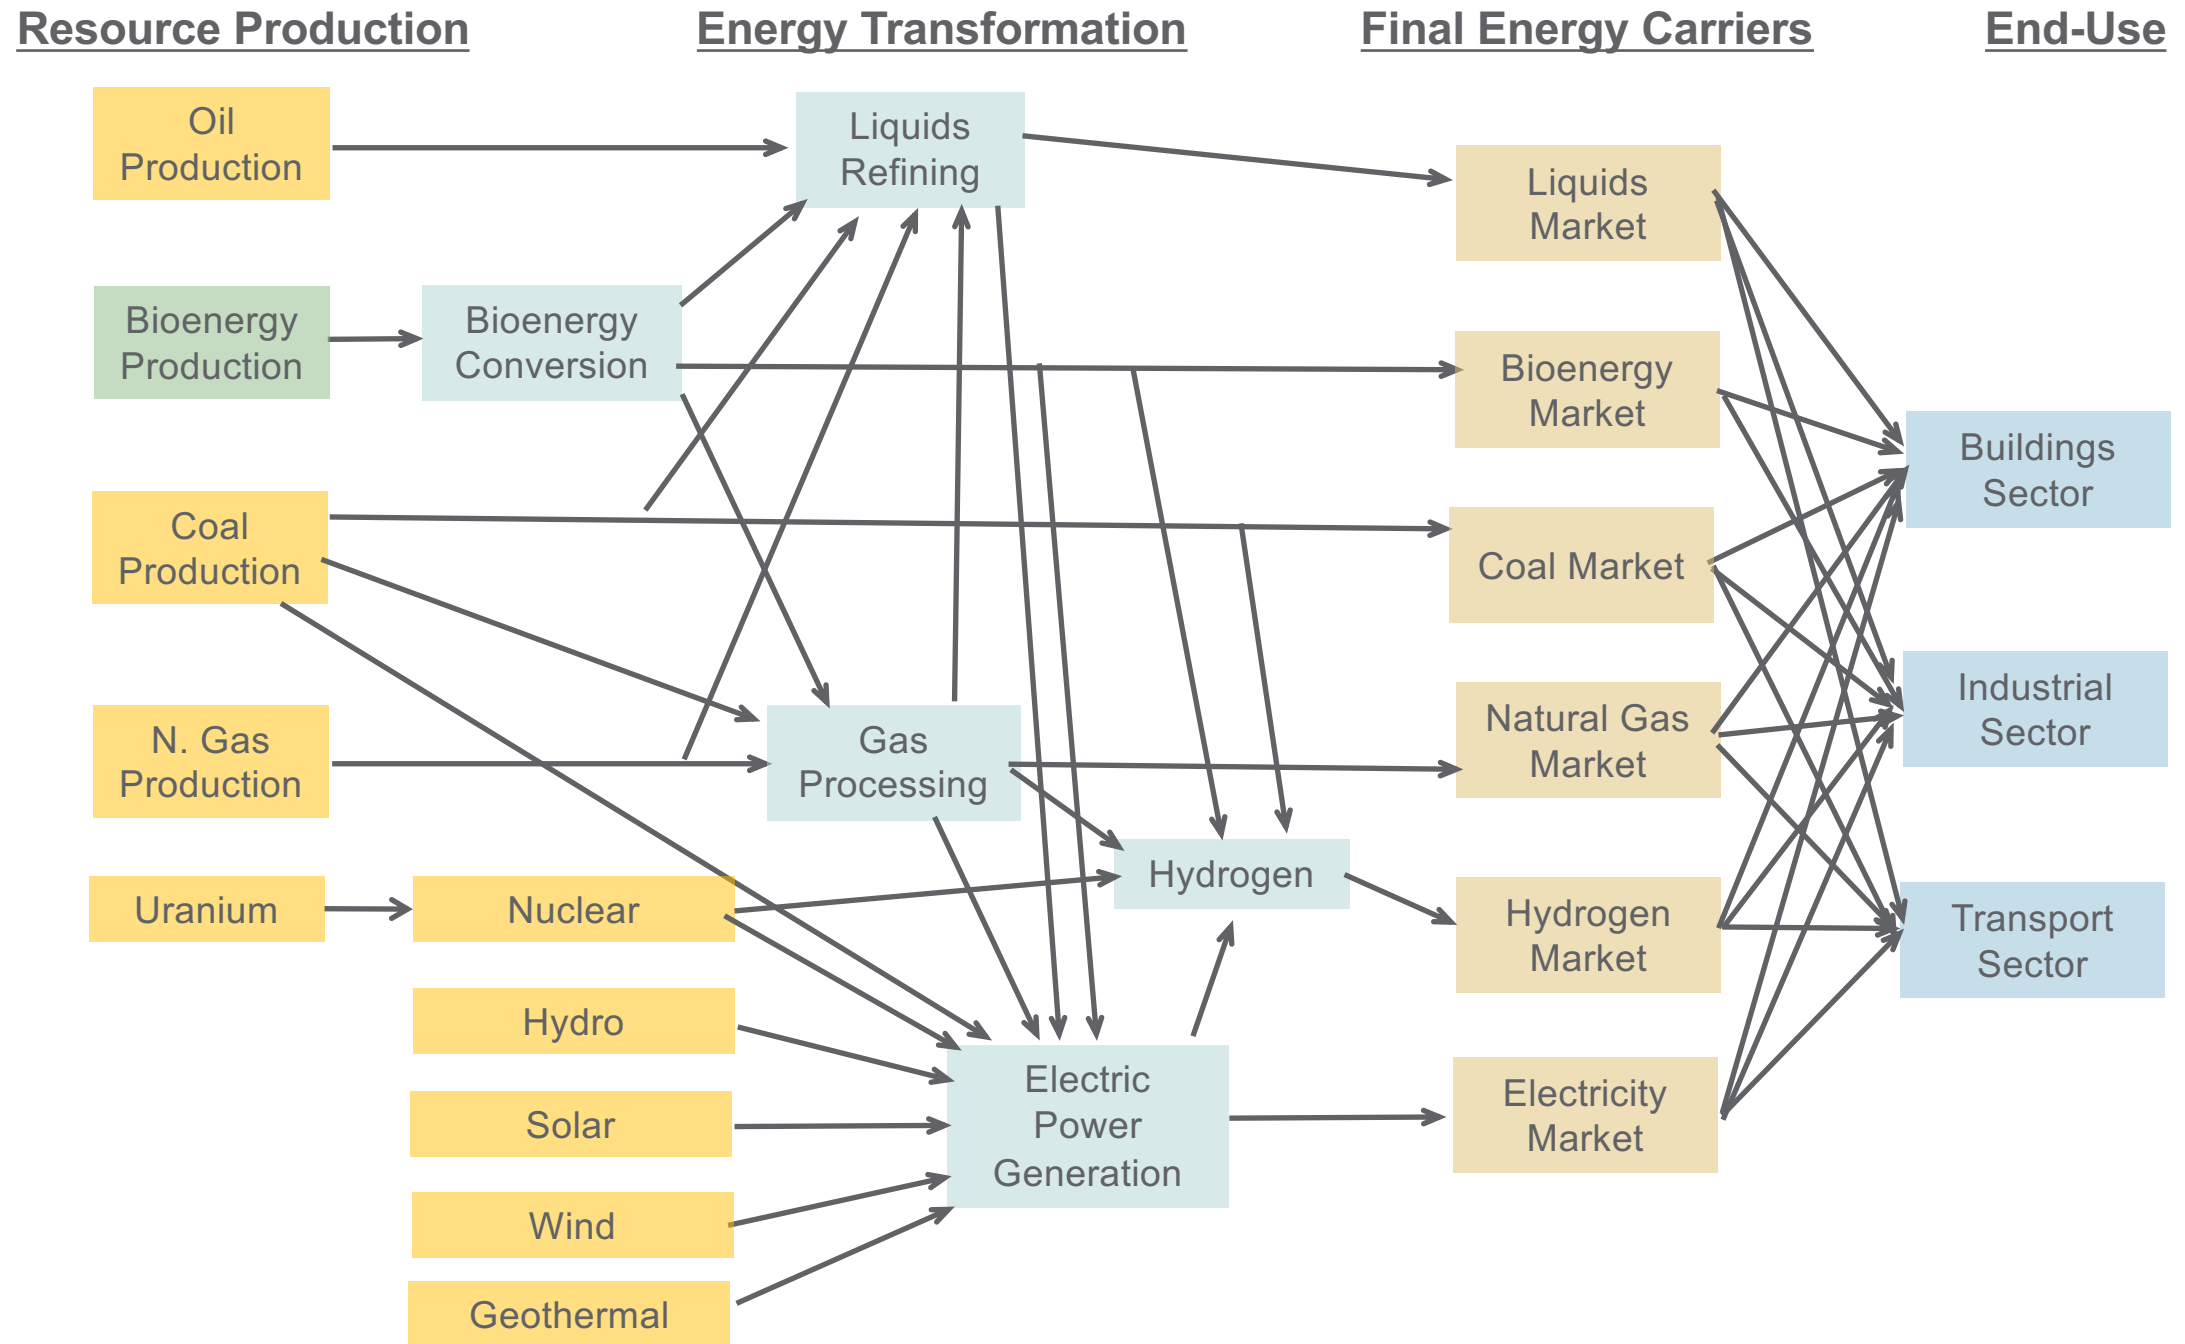 Resource Production
Energy Transformation
Final Energy Carriers
End-Use
Oil
Production
Liquids
Refining
Liquids
Market
Bioenergy
Production
Bioenergy
Conversion
Bioenergy
Market
Buildings
Sector
Coal
Production
Coal Market
Industrial
Sector
N. Gas
Production
Gas
Processing
Natural Gas
Market
Uranium
Nuclear
Hydrogen
Hydrogen
Market
Transport
Sector
Hydro
Solar
Wind
Geothermal
Electric
Power
Generation
Electricity
Market